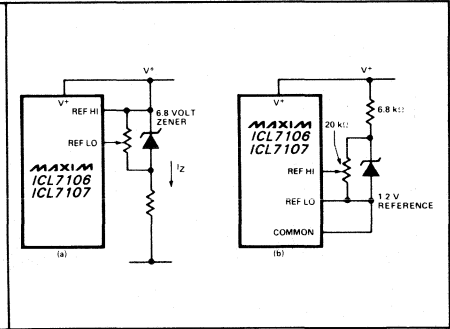 V+
V+
REF HI
6.8 VOLT
ZENER
REF LO
MAXIM
ICL7106
ICL7107
IZ
(a)
V+
V+
6.8 kΩ
20 kΩ
MAXIM
ICL7106
ICL7107
REF HI
REF LO
1.2 V
REFERENCE
COMMON
(b)